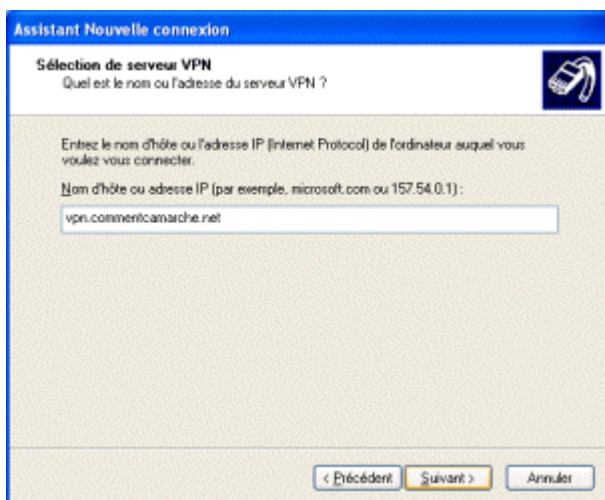 Assistant Nouvelle connexion
Sélection de serveur VPN
Quel est le nom ou l'adresse du serveur VPN ?
Entrez le nom d'hôte ou l'adresse IP (Internet Protocol) de l'ordinateur auquel vous
voulez vous connecter.
Nom d'hôte ou adresse IP (par exemple, microsoft.com ou 157.54.0.1) :
vpn.commentcamarche.net
< Précédent Suivant > Annuler